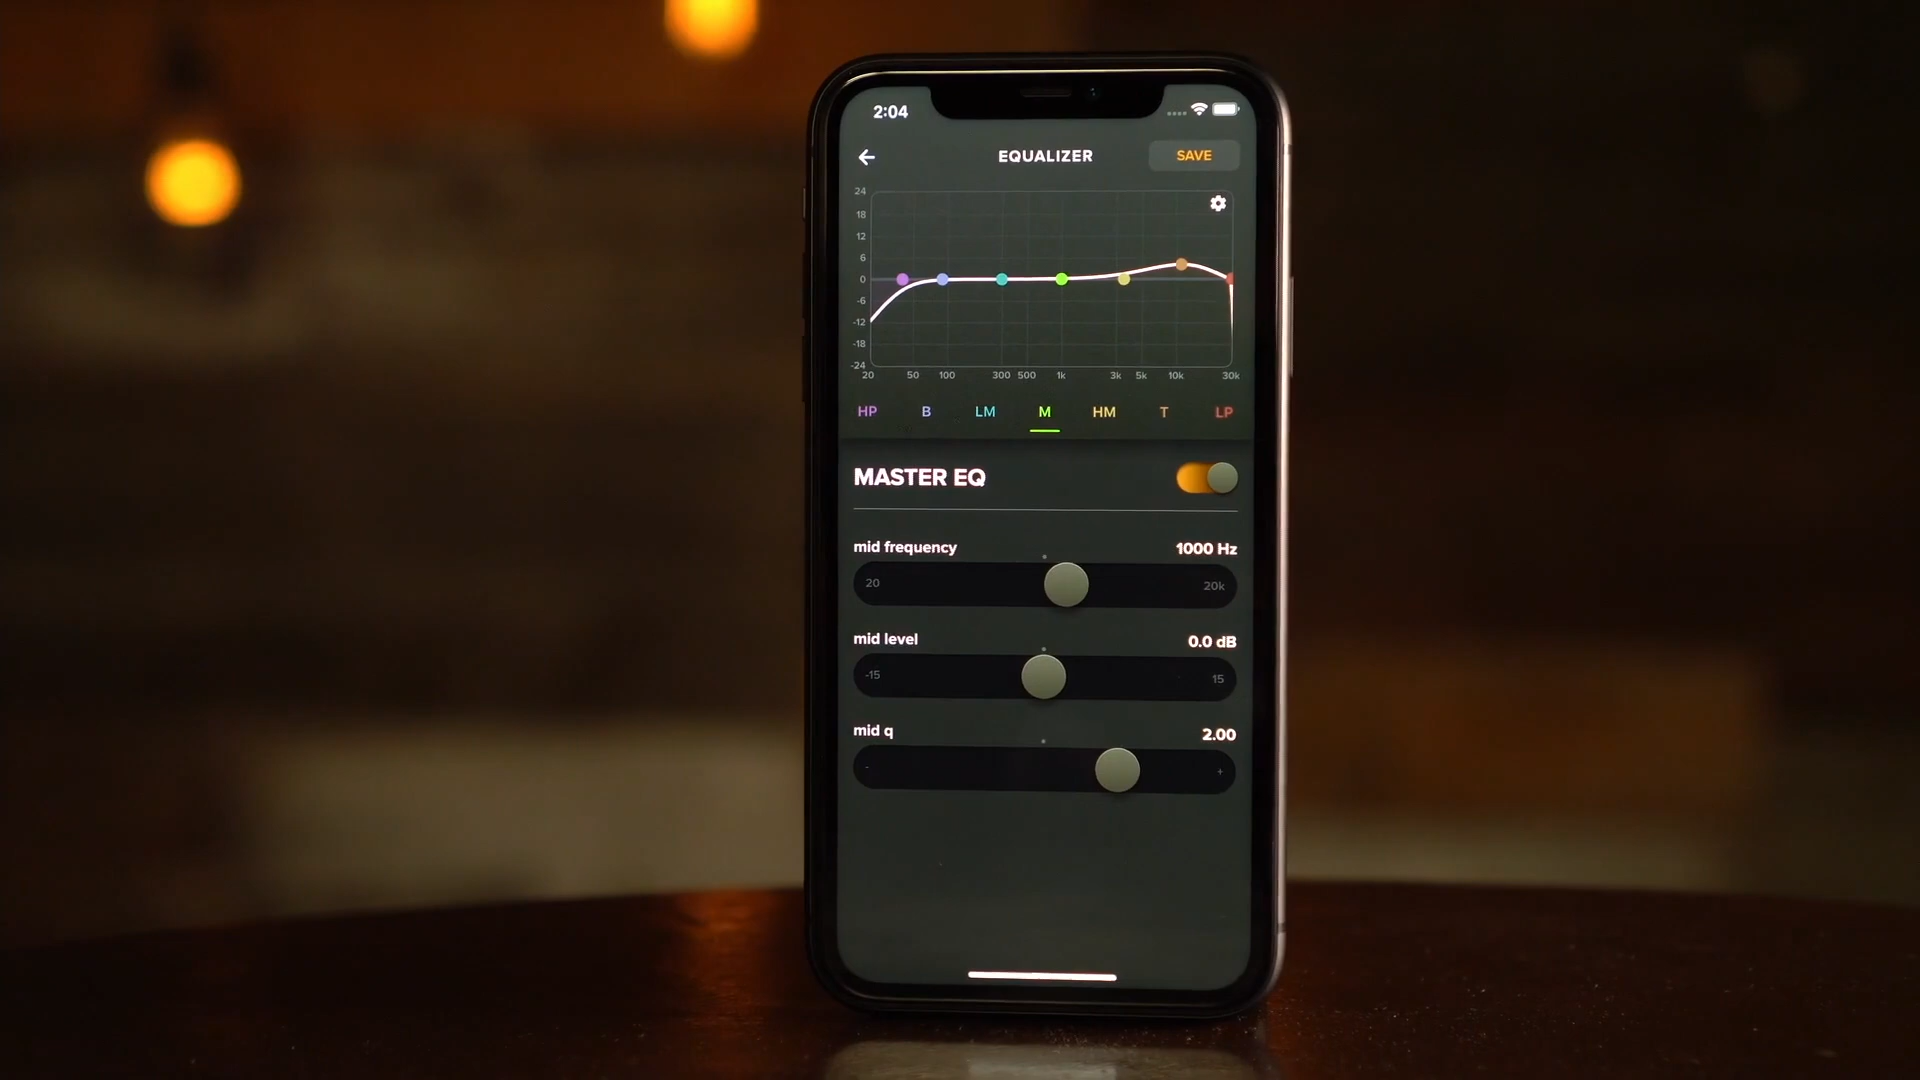 2:04
EQUALIZER
SAVE
24
18
12
6
0
-6
-12
-18
-24
20 50 100 300 500 1k 3k 5k 10k 30k
HP B LM M HM T LP
MASTER EQ
mid frequency 1000 Hz
20 20k
mid level 0.0 dB
-15 15
mid q 2.00
- +